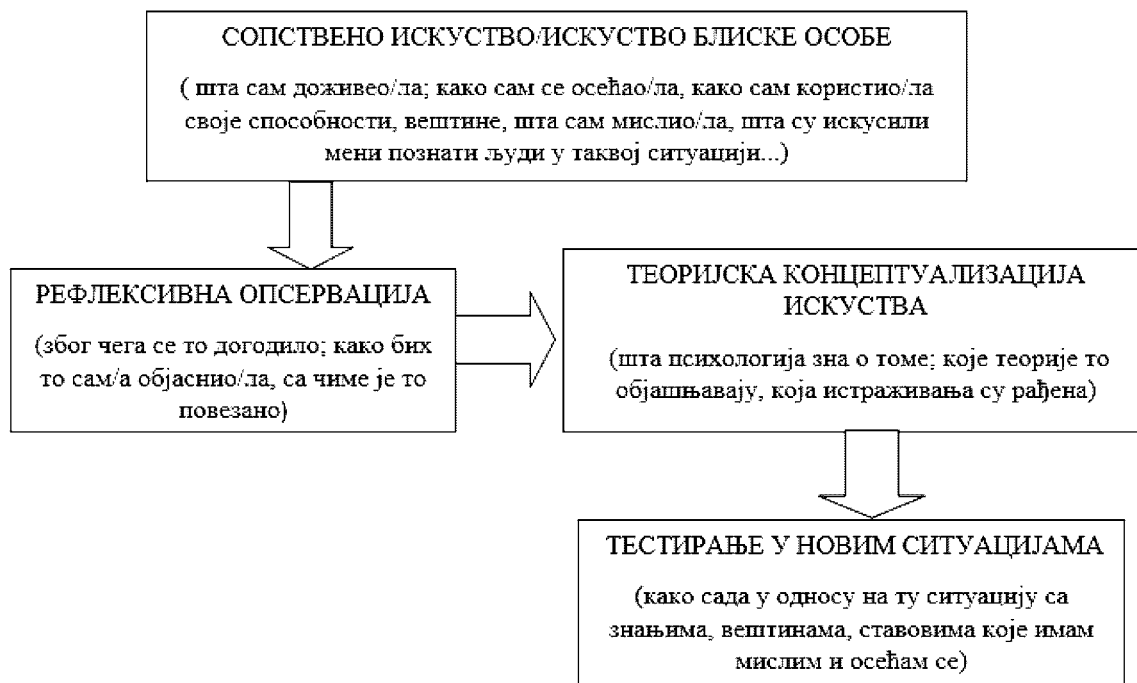 СОПСТВЕНО ИСКУСТВО/ИСКУСТВО БЛИСКЕ ОСОБЕ
( шта сам доживео/ла; како сам се осећао/ла, како сам користио/ла
своје способности, вештине, шта сам мислио/ла, шта су искусили
мени познати људи у таквој ситуацији...)
РЕФЛЕКСИВНА ОПСЕРВАЦИЈА
(због чега се то догодило; како бих
то сам/а објаснио/ла, са чиме је то
повезано)
ТЕОРИЈСКА КОНЦЕПТУАЛИЗАЦИЈА
ИСКУСТВА
(шта психологија зна о томе; које теорије то
објашњавају, која истраживања су рађена)
ТЕСТИРАЊЕ У НОВИМ СИТУАЦИЈАМА
(како сада у односу на ту ситуацију са
знањима, вештинама, ставовима које имам
мислим и осећам се)